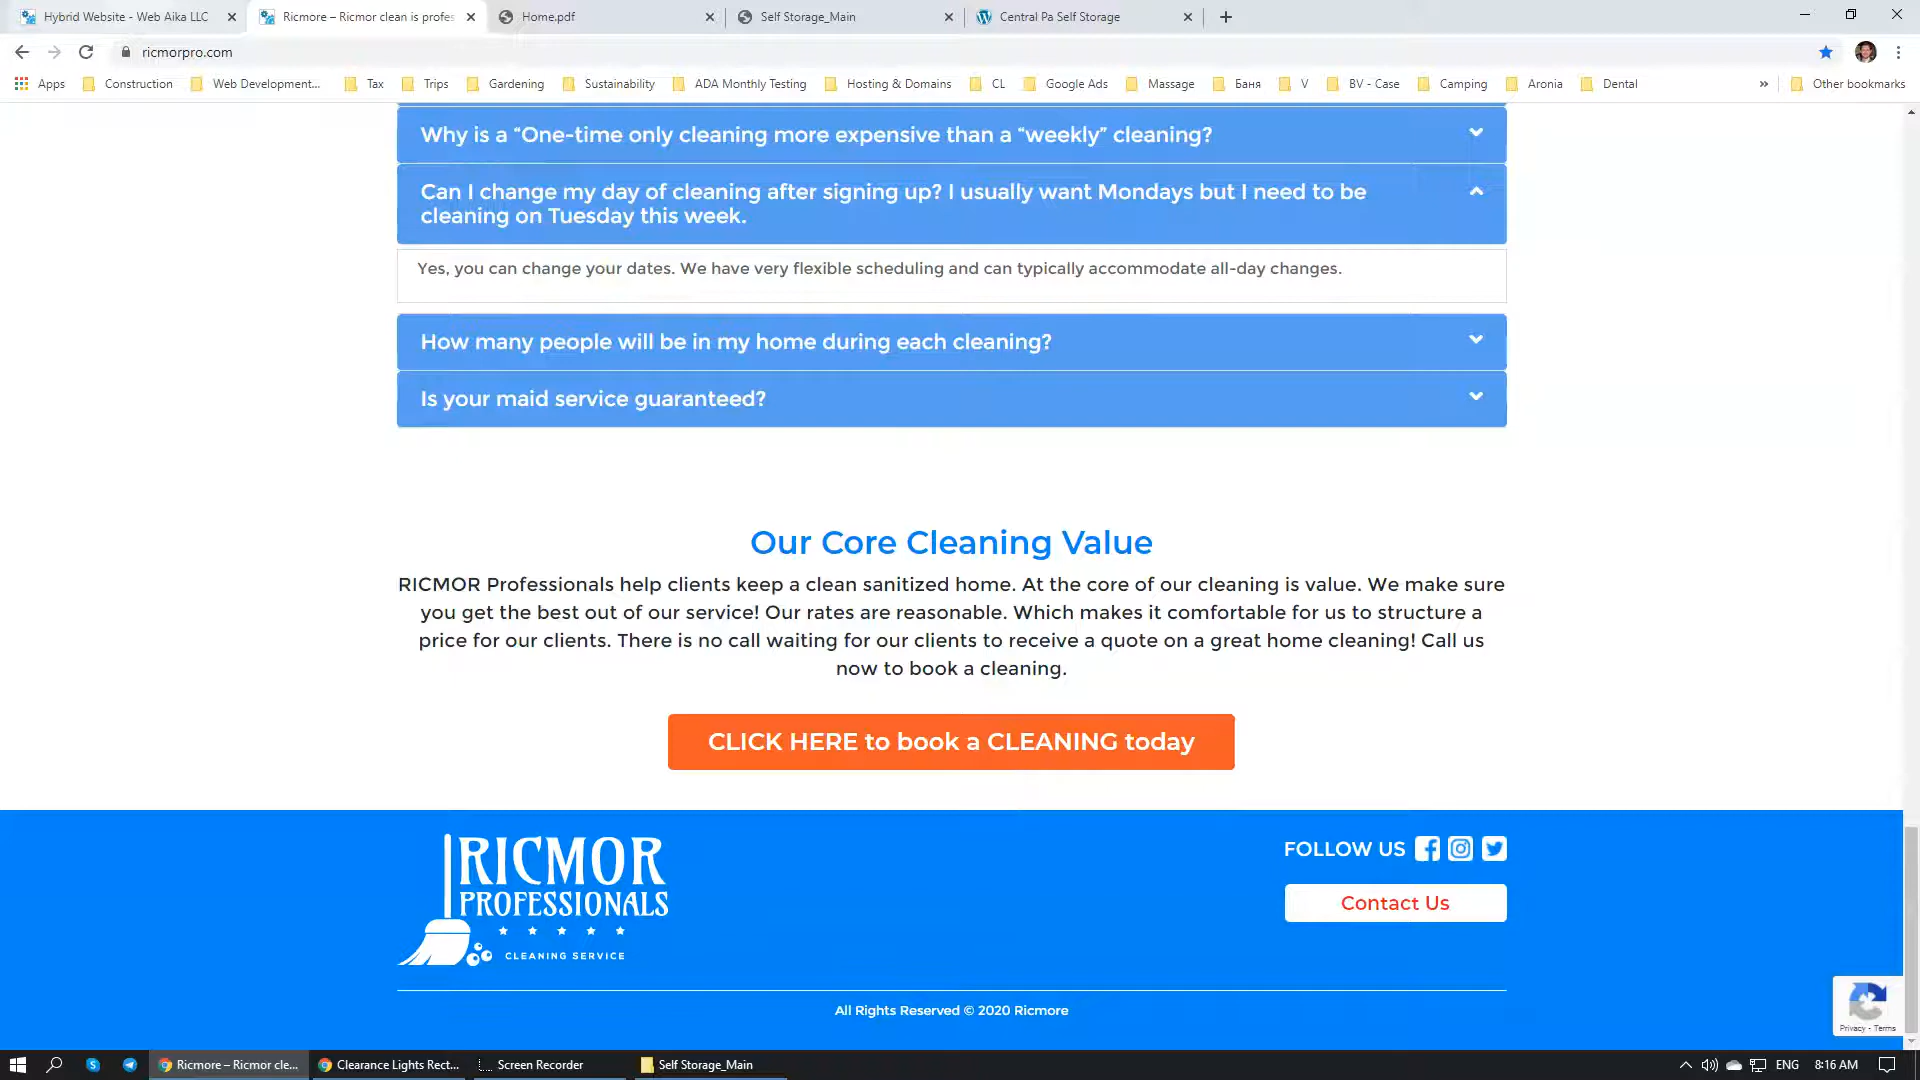 Hybrid Website - Web Aika LLC
Ricmore – Ricmor clean is profes
Home.pdf
Self Storage_Main
Central Pa Self Storage
ricmorpro.com
Apps
Construction
Web Development...
Tax
Trips
Gardening
Sustainability
ADA Monthly Testing
Hosting & Domains
CL
Google Ads
Massage
Баня
V
BV - Case
Camping
Aronia
Dental
»
Other bookmarks
Why is a “One-time only cleaning more expensive than a “weekly” cleaning?
Can I change my day of cleaning after signing up? I usually want Mondays but I need to be
cleaning on Tuesday this week.
Yes, you can change your dates. We have very flexible scheduling and can typically accommodate all-day changes.
How many people will be in my home during each cleaning?
Is your maid service guaranteed?
Our Core Cleaning Value
RICMOR Professionals help clients keep a clean sanitized home. At the core of our cleaning is value. We make sure
you get the best out of our service! Our rates are reasonable. Which makes it comfortable for us to structure a
price for our clients. There is no call waiting for our clients to receive a quote on a great home cleaning! Call us
now to book a cleaning.
CLICK HERE to book a CLEANING today
RICMOR
PROFESSIONALS
CLEANING SERVICE
FOLLOW US
Contact Us
All Rights Reserved © 2020 Ricmore
Privacy - Terms
Ricmore – Ricmor cle...
Clearance Lights Rect...
Screen Recorder
Self Storage_Main
ENG
8:16 AM